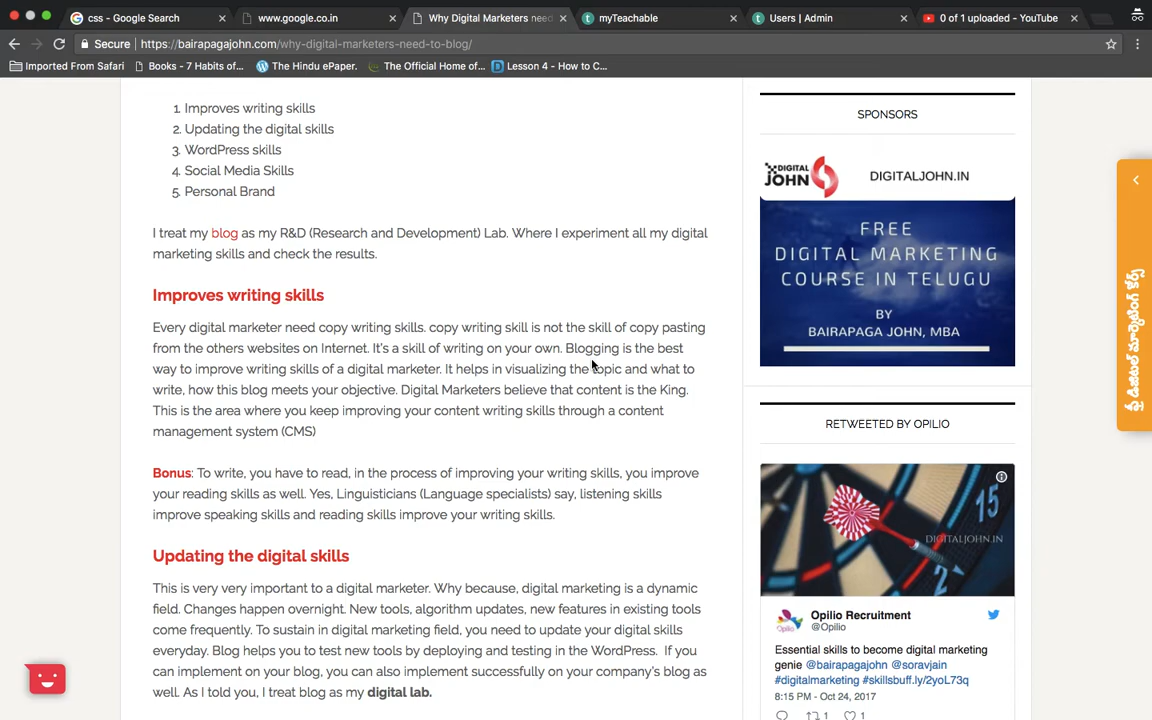 css - Google Search
www.google.co.in
Why Digital Marketers need
myTeachable
Users | Admin
0 of 1 uploaded - YouTube
Secure | https://bairapagajohn.com/why-digital-marketers-need-to-blog/
Imported From Safari
Books - 7 Habits of...
The Hindu ePaper.
The Official Home of...
Lesson 4 - How to C...
1. Improves writing skills
2. Updating the digital skills
3. WordPress skills
4. Social Media Skills
5. Personal Brand
I treat my blog as my R&D (Research and Development) Lab. Where I experiment all my digital
marketing skills and check the results.
Improves writing skills
Every digital marketer need copy writing skills. copy writing skill is not the skill of copy pasting
from the others websites on Internet. It's a skill of writing on your own. Blogging is the best
way to improve writing skills of a digital marketer. It helps in visualizing the topic and what to
write, how this blog meets your objective. Digital Marketers believe that content is the King.
This is the area where you keep improving your content writing skills through a content
management system (CMS)
Bonus: To write, you have to read, in the process of improving your writing skills, you improve
your reading skills as well. Yes, Linguisticians (Language specialists) say, listening skills
improve speaking skills and reading skills improve your writing skills.
Updating the digital skills
This is very very important to a digital marketer. Why because, digital marketing is a dynamic
field. Changes happen overnight. New tools, algorithm updates, new features in existing tools
come frequently. To sustain in digital marketing field, you need to update your digital skills
everyday. Blog helps you to test new tools by deploying and testing in the WordPress. If you
can implement on your blog, you can also implement successfully on your company's blog as
well. As I told you, I treat blog as my digital lab.
SPONSORS
DIGITAL
JOHN
DIGITALJOHN.IN
FREE
DIGITAL MARKETING
COURSE IN TELUGU
BY
BAIRAPAGA JOHN, MBA
RETWEETED BY OPILIO
15
2
DIGITALJOHN.IN
Opilio Recruitment
@Opilio
Essential skills to become digital marketing
genie @bairapagajohn @soravjain
#digitalmarketing #skillsbuff.ly/2yoL73q
8:15 PM - Oct 24, 2017
1
1
ఫ్రీ డిజిటల్ మార్కెటింగ్ కోర్స్